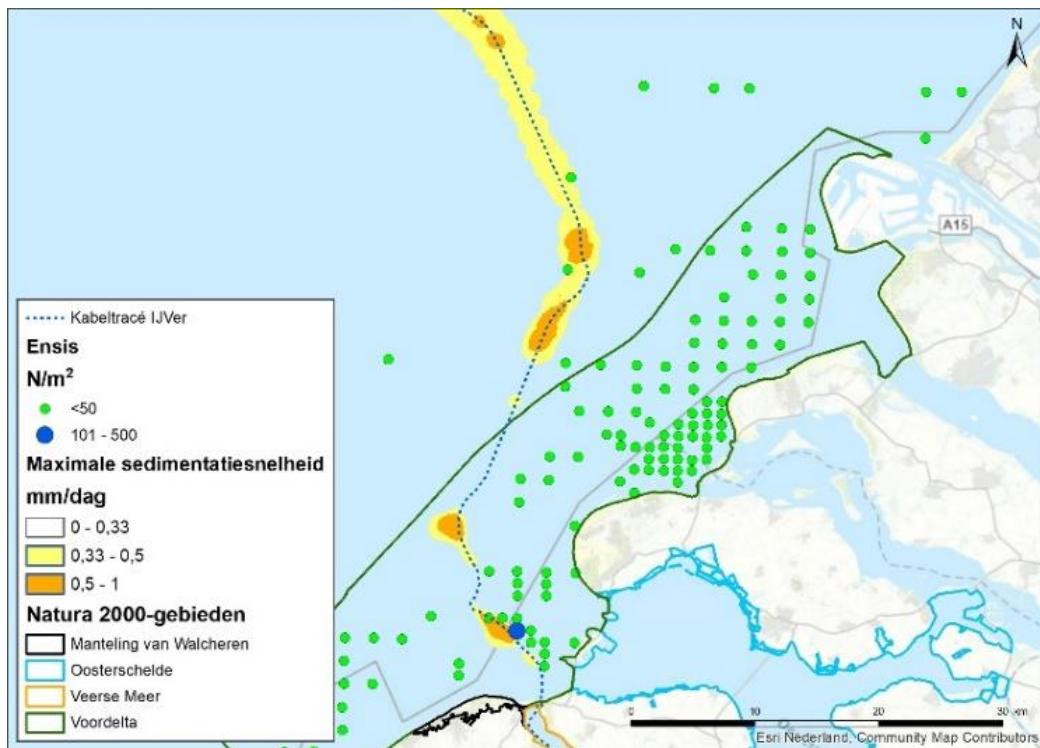 N
A15
Kabeltracé IJVer
Ensis
N/m²
<50
101 - 500
Maximale sedimentatiesnelheid
mm/dag
0 - 0,33
0,33 - 0,5
0,5 - 1
Natura 2000-gebieden
Manteling van Walcheren
Oosterschelde
Veerse Meer
Voordelta
0 10 20 30 km
Esri Nederland, Community Map Contributors